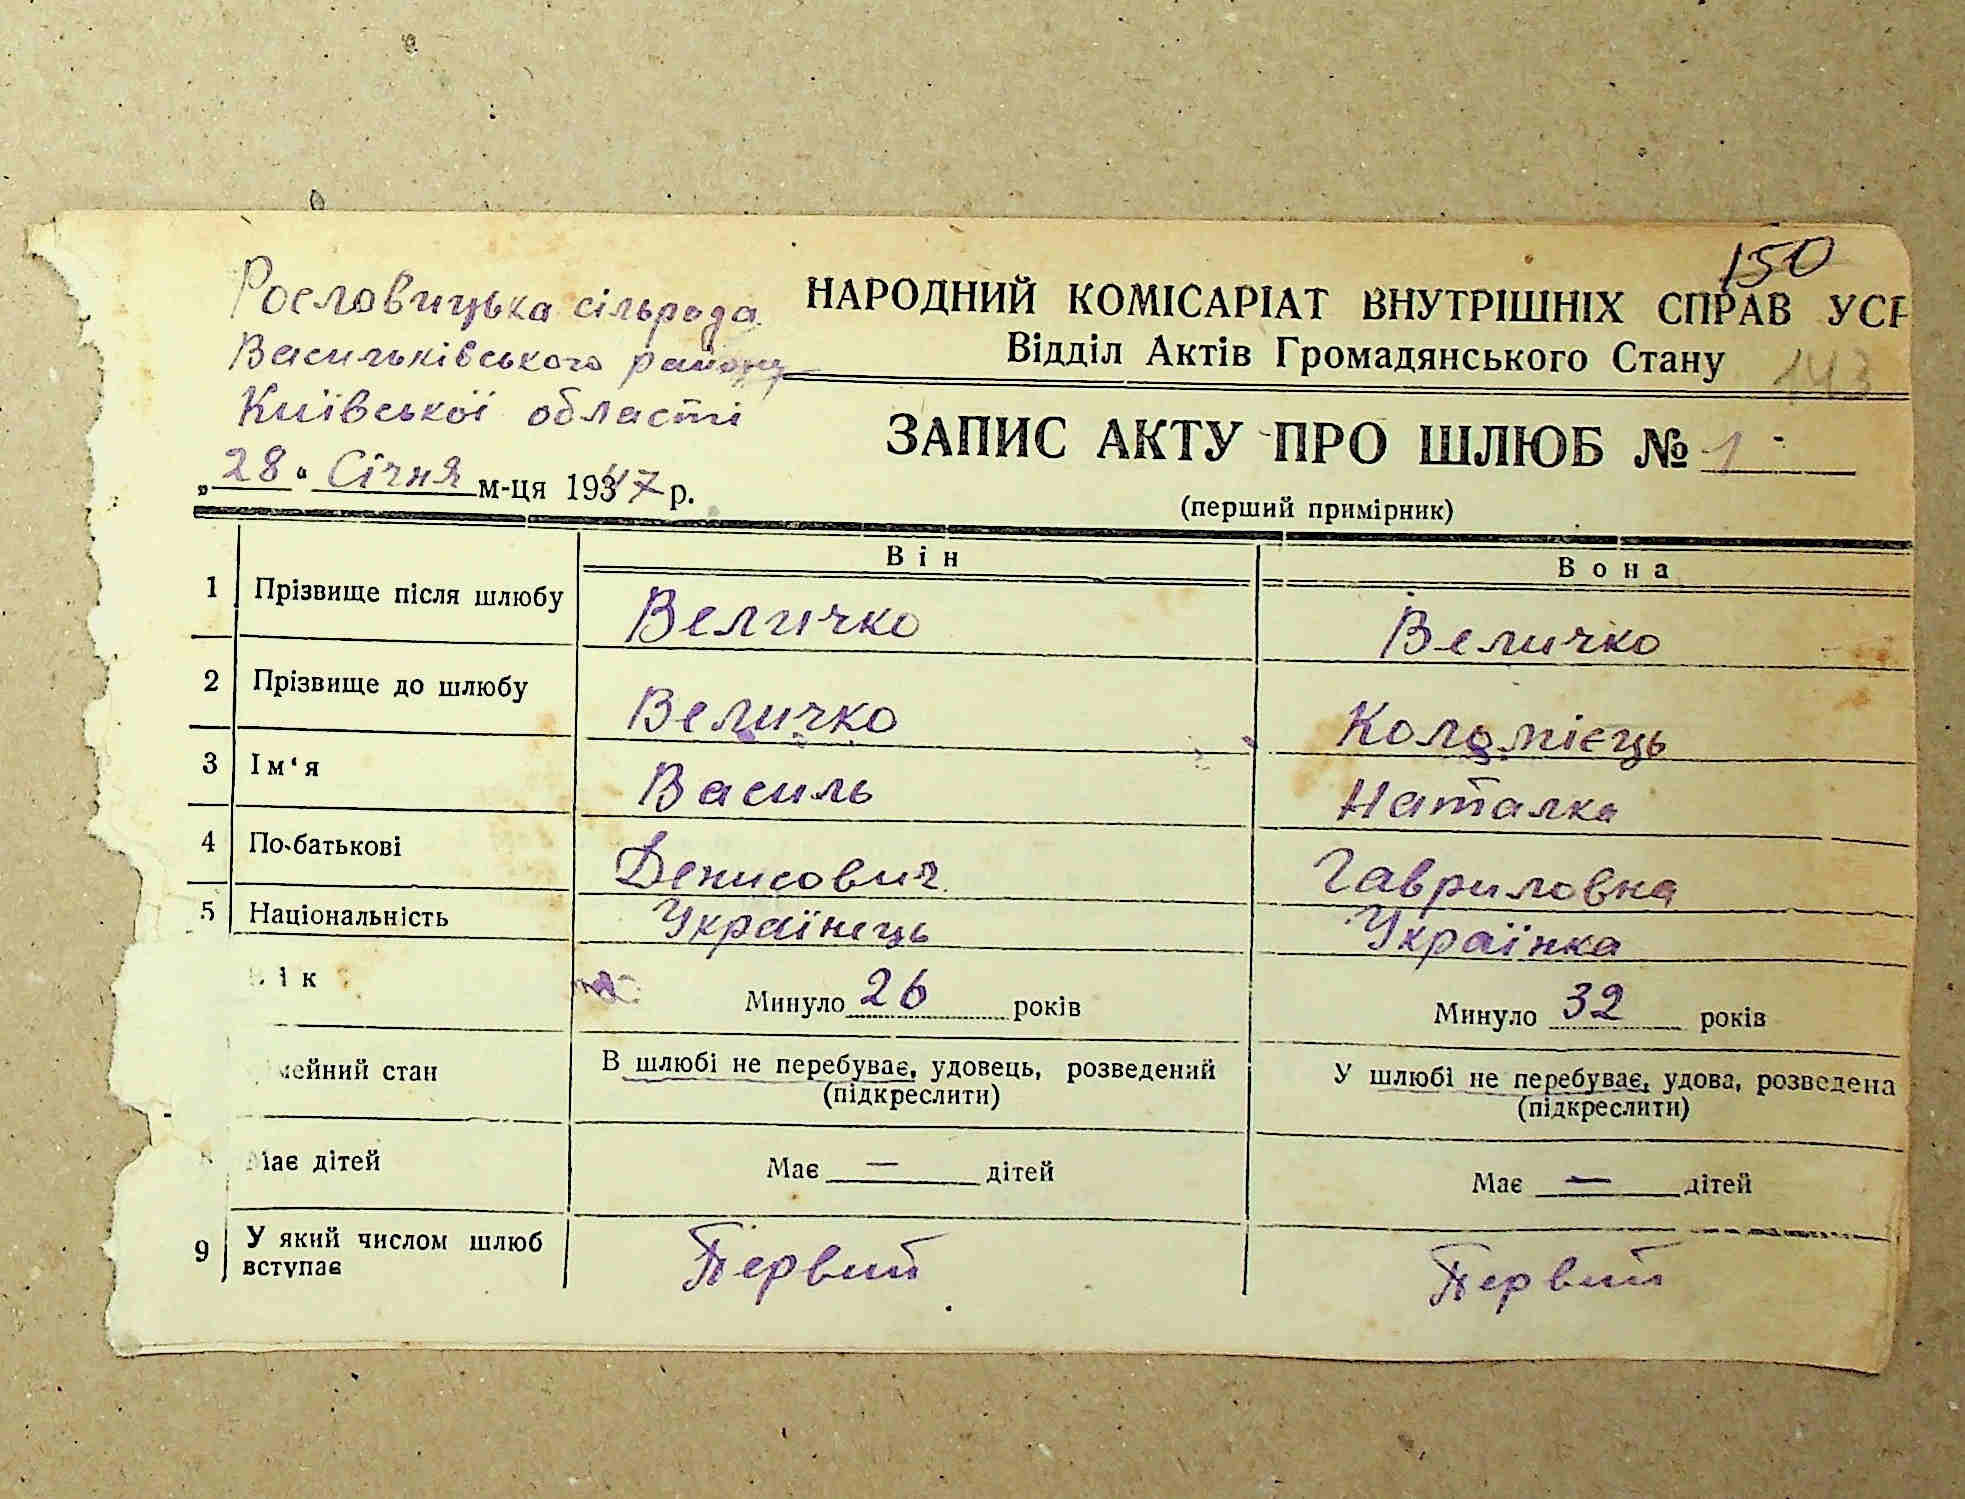 150
Рословицька сільрада
Васильківського району
Київської області
„28“ Січня м-ця 1947 р.
НАРОДНИЙ КОМІСАРІАТ ВНУТРІШНІХ СПРАВ
Відділ Актів Громадянського Стану
143
ЗАПИС АКТУ ПРО ШЛЮБ № 1
(перший примірник)
Він Вона
1 Прізвище після шлюбу Величко Величко
2 Прізвище до шлюбу Величко Коломієць
3 Ім'я Василь Наталка
4 По-батькові Денисович Гавриловна
5 Національність Українець Українка
ік Минуло 26 років Минуло 32 років
мейний стан В шлюбі не перебуває, удовець, розведений У шлюбі не перебуває, удова, розведена
(підкреслити) (підкреслити)
Має дітей Має — дітей Має — дітей
9 У який числом шлюб вступає Первий Первий